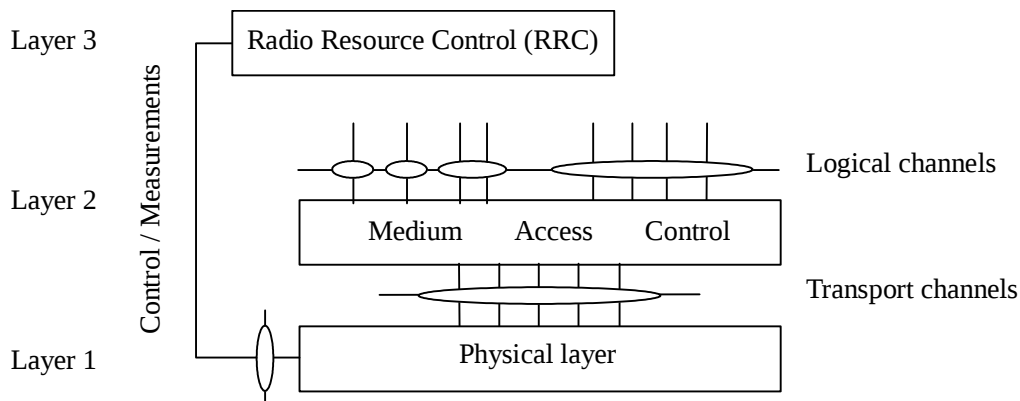 Layer 3
Radio Resource Control (RRC)
Control / Measurements
Logical channels
Layer 2
Medium Access Control
Transport channels
Layer 1
Physical layer